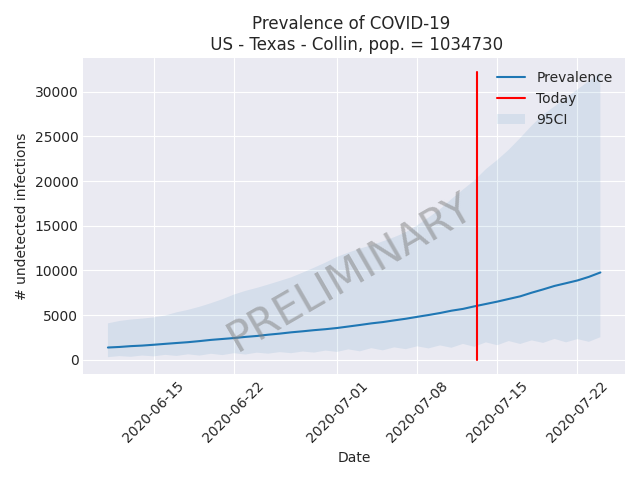 Prevalence of COVID-19
US - Texas - Collin, pop. = 1034730
Prevalence
Today
95CI
# undetected infections
30000
25000
20000
15000
10000
5000
0
PRELIMINARY
2020-06-15
2020-06-22
2020-07-01
2020-07-08
2020-07-15
2020-07-22
Date